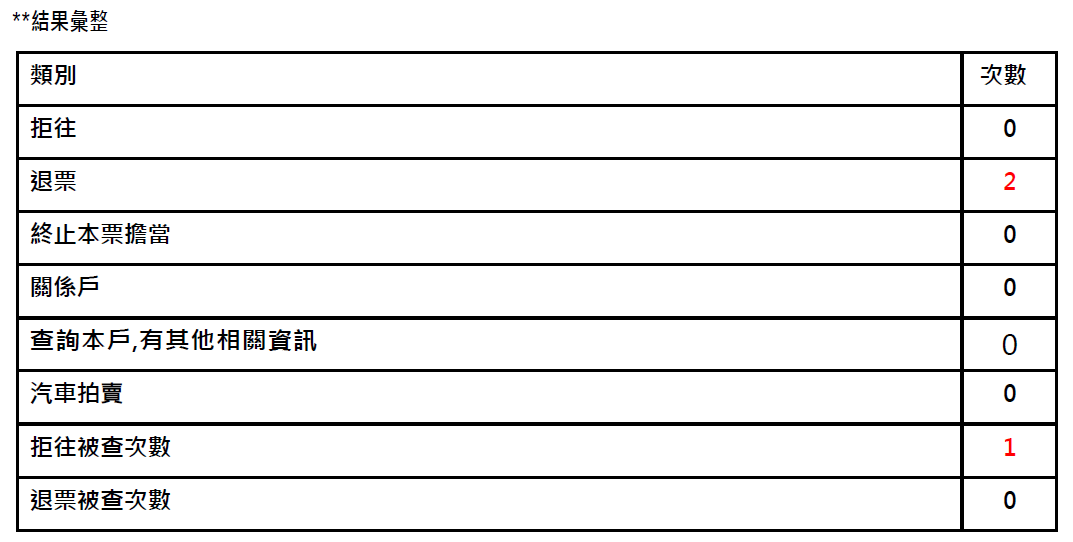 **結果彙整
類別 次數
拒往 0
退票 2
終止本票擔當 0
關係戶 0
查詢本戶,有其他相關資訊 0
汽車拍賣 0
拒往被查次數 1
退票被查次數 0